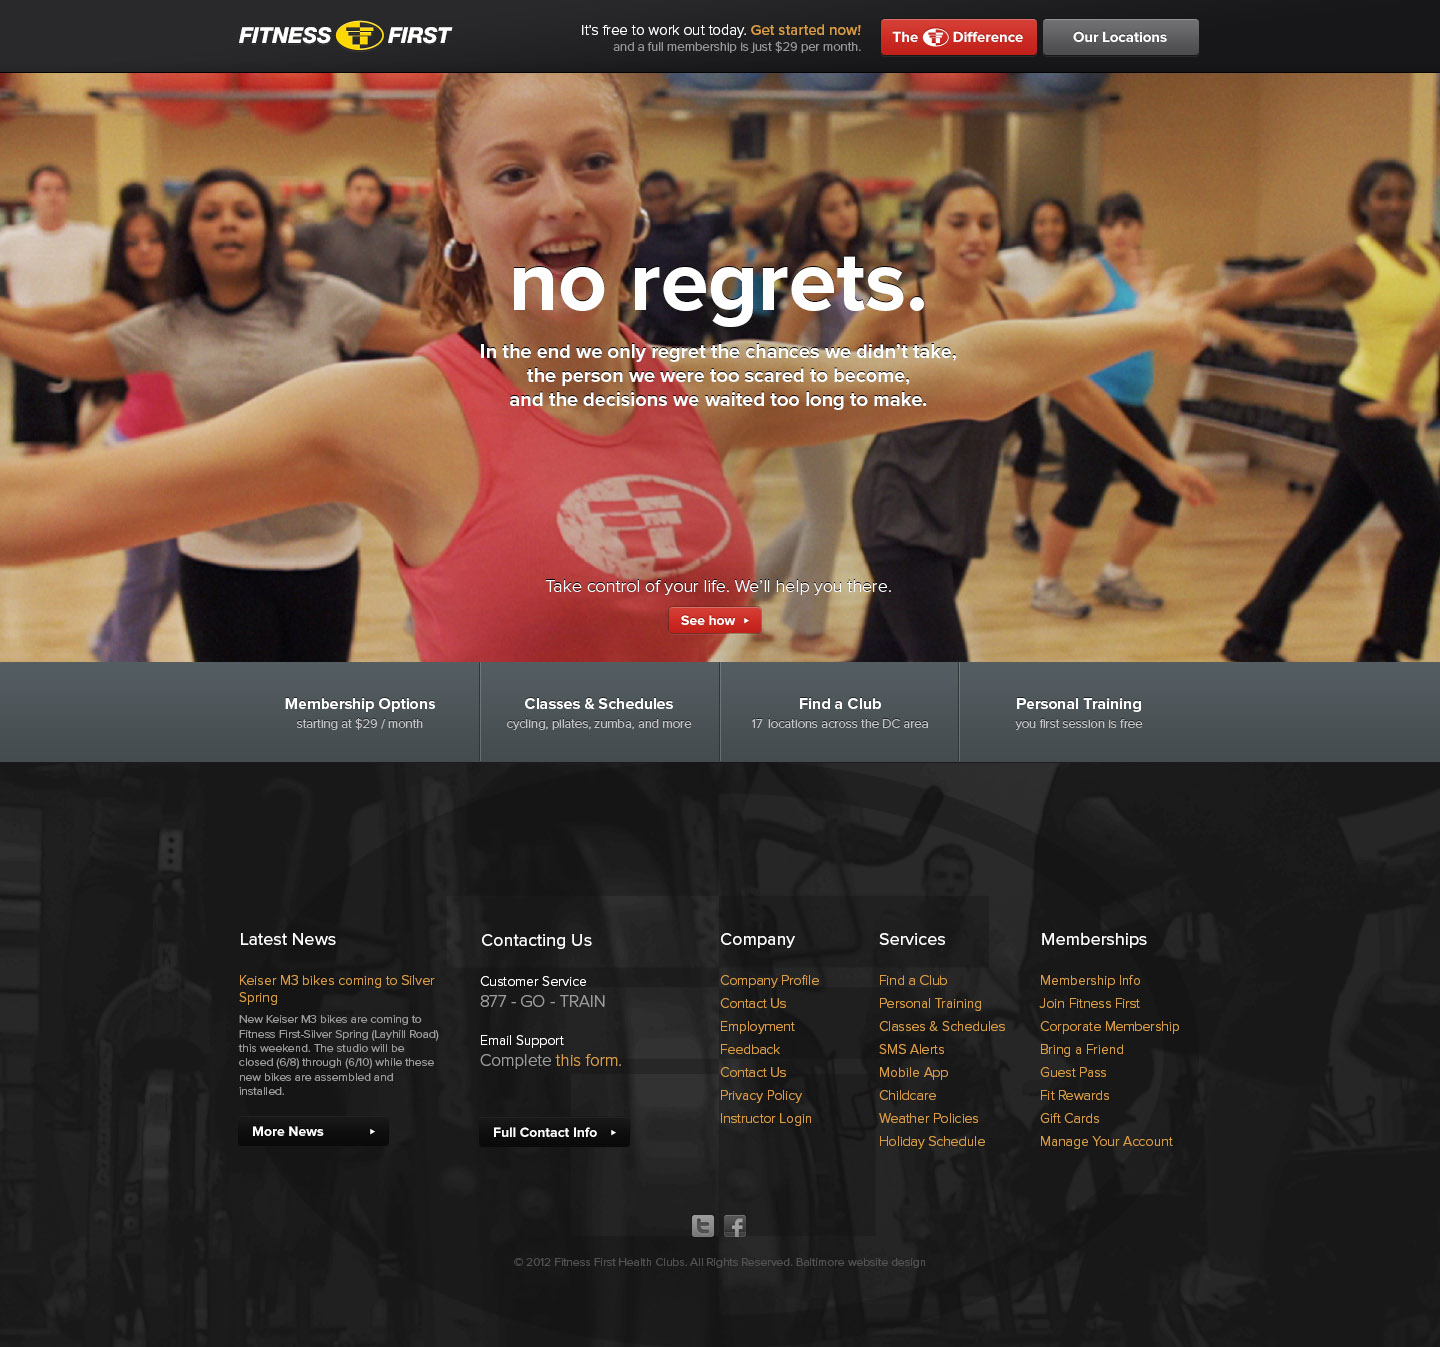 FITNESS FIRST
It's free to work out today. Get started now!
and a full membership is just $29 per month.
The Difference
Our Locations
no regrets.
In the end we only regret the chances we didn't take,
the person we were too scared to become,
and the decisions we waited too long to make.
Take control of your life. We'll help you there.
See how
Membership Options
starting at $29 / month
Classes & Schedules
cycling, pilates, zumba, and more
Find a Club
17 locations across the DC area
Personal Training
you first session is free
Latest News
Keiser M3 bikes coming to Silver
Spring
New Keiser M3 bikes are coming to
Fitness First-Silver Spring (Layhill Road)
this weekend. The studio will be
closed (6/8) through (6/10) while these
new bikes are assembled and
installed.
More News
Contacting Us
Customer Service
877 - GO - TRAIN
Email Support
Complete this form.
Full Contact Info
Company
Company Profile
Contact Us
Employment
Feedback
Contact Us
Privacy Policy
Instructor Login
Services
Find a Club
Personal Training
Classes & Schedules
SMS Alerts
Mobile App
Childcare
Weather Policies
Holiday Schedule
Memberships
Membership Info
Join Fitness First
Corporate Membership
Bring a Friend
Guest Pass
Fit Rewards
Gift Cards
Manage Your Account
© 2012 Fitness First Health Clubs. All Rights Reserved. Baltimore website design